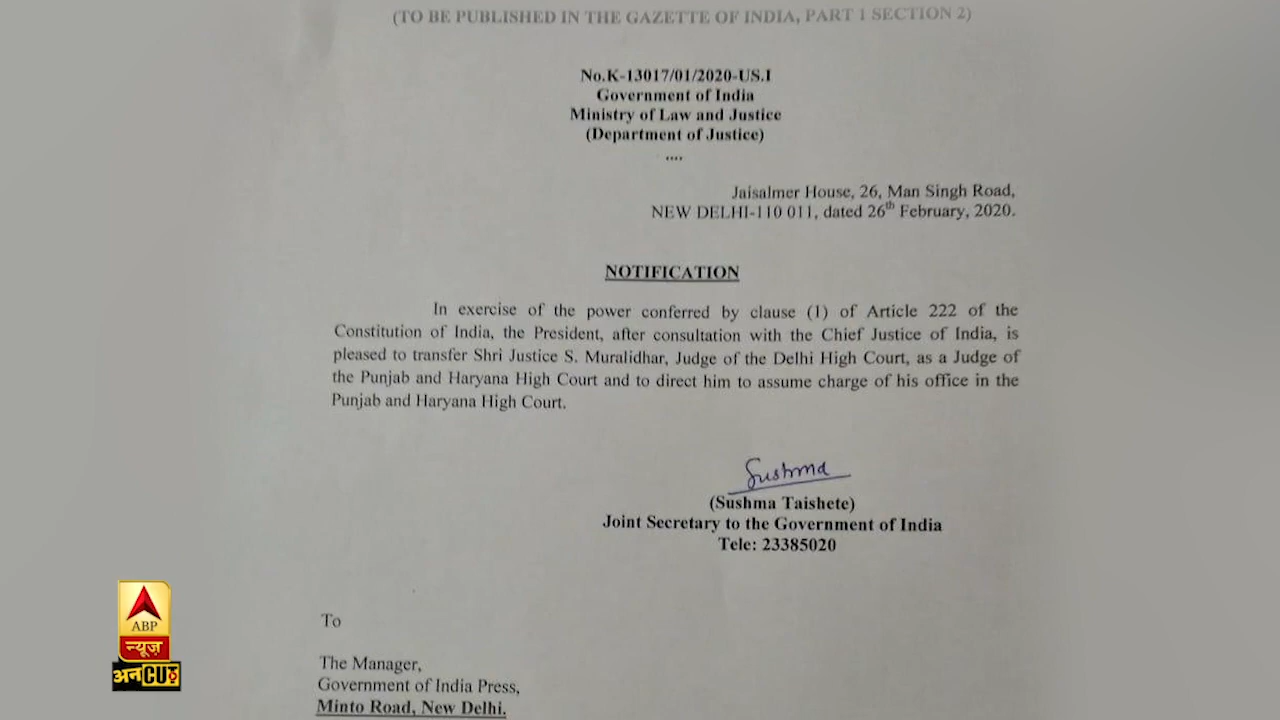 (TO BE PUBLISHED IN THE GAZETTE OF INDIA, PART 1 SECTION 2)
No.K-13017/01/2020-US.I
Government of India
Ministry of Law and Justice
(Department of Justice)
....
Jaisalmer House, 26, Man Singh Road,
NEW DELHI-110 011, dated 26th February, 2020.
NOTIFICATION
In exercise of the power conferred by clause (1) of Article 222 of the
Constitution of India, the President, after consultation with the Chief Justice of India, is
pleased to transfer Shri Justice S. Muralidhar, Judge of the Delhi High Court, as a Judge of
the Punjab and Haryana High Court and to direct him to assume charge of his office in the
Punjab and Haryana High Court.
Sushma
(Sushma Taishete)
Joint Secretary to the Government of India
Tele: 23385020
To
The Manager,
Government of India Press,
Minto Road, New Delhi.
ABP
न्यूज़
अनCUट